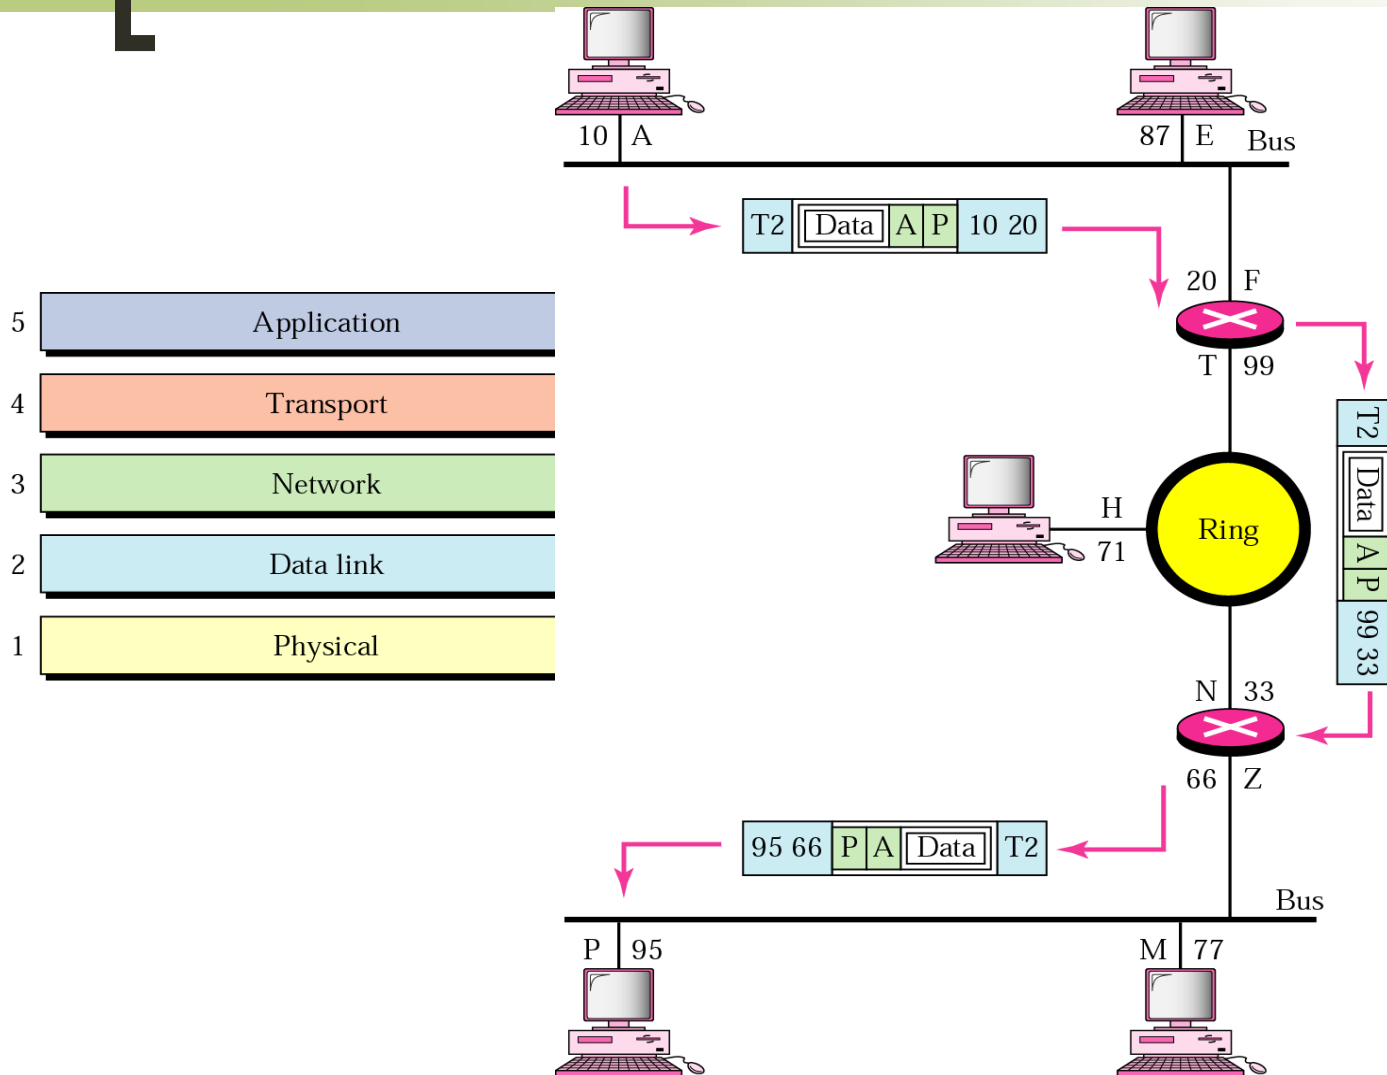 10 A
87 E
Bus
T2 Data A P 10 20
20 F
T 99
5 Application
4 Transport
3 Network
2 Data link
1 Physical
T2 Data A P 99 33
H
71
Ring
N 33
66 Z
95 66 P A Data T2
Bus
P 95
M 77